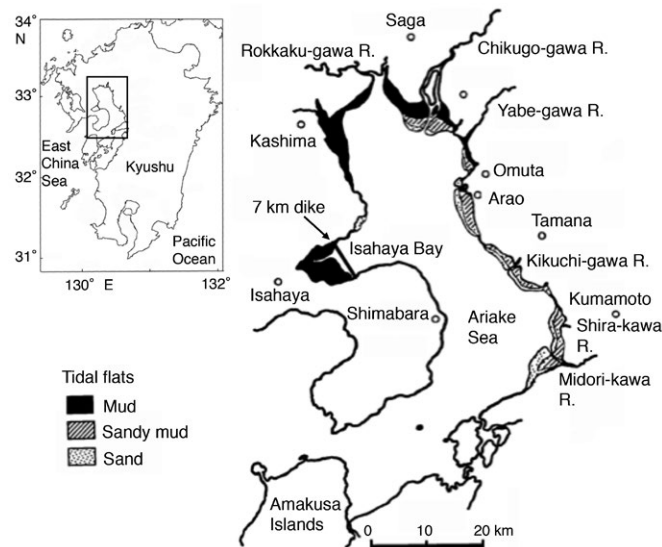 34°
N
33°
32°
31°
130° E
132°
East
China
Sea
Kyushu
Pacific
Ocean
Saga
Rokkaku-gawa R.
Chikugo-gawa R.
Yabe-gawa R.
Kashima
Omuta
Arao
7 km dike
Tamana
Isahaya Bay
Kikuchi-gawa R.
Isahaya
Shimabara
Ariake
Sea
Kumamoto
Shira-kawa
R.
Midori-kawa
R.
Tidal flats
Mud
Sandy mud
Sand
Amakusa
Islands
0 10 20 km